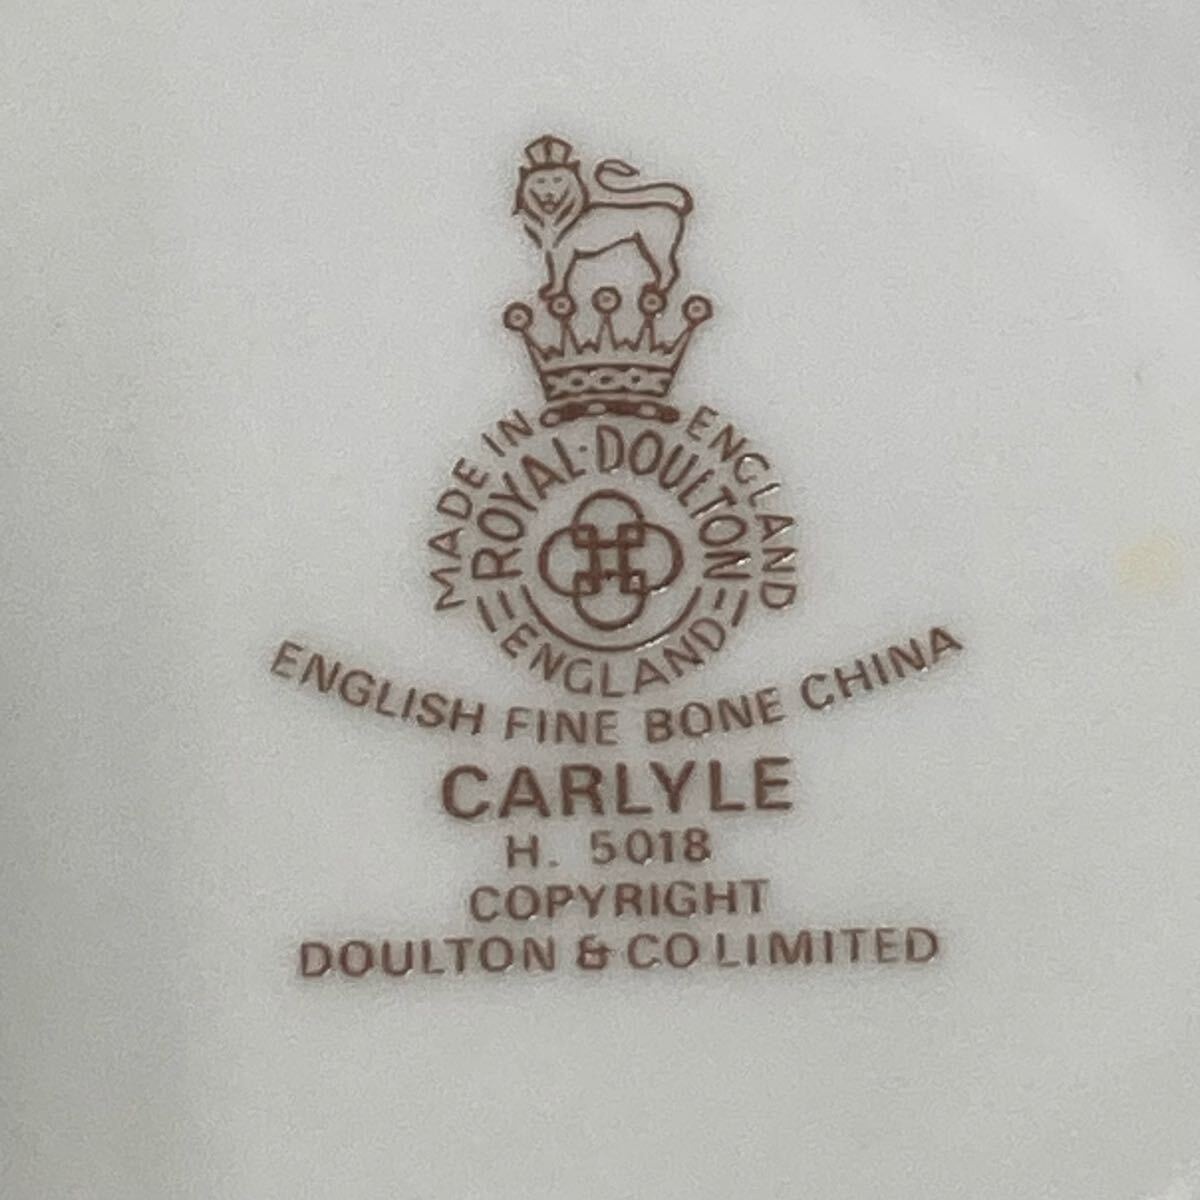 MADE IN ENGLAND
ROYAL·DOULTON
ENGLAND
ENGLISH FINE BONE CHINA
CARLYLE
H. 5018
COPYRIGHT
DOULTON & CO LIMITED